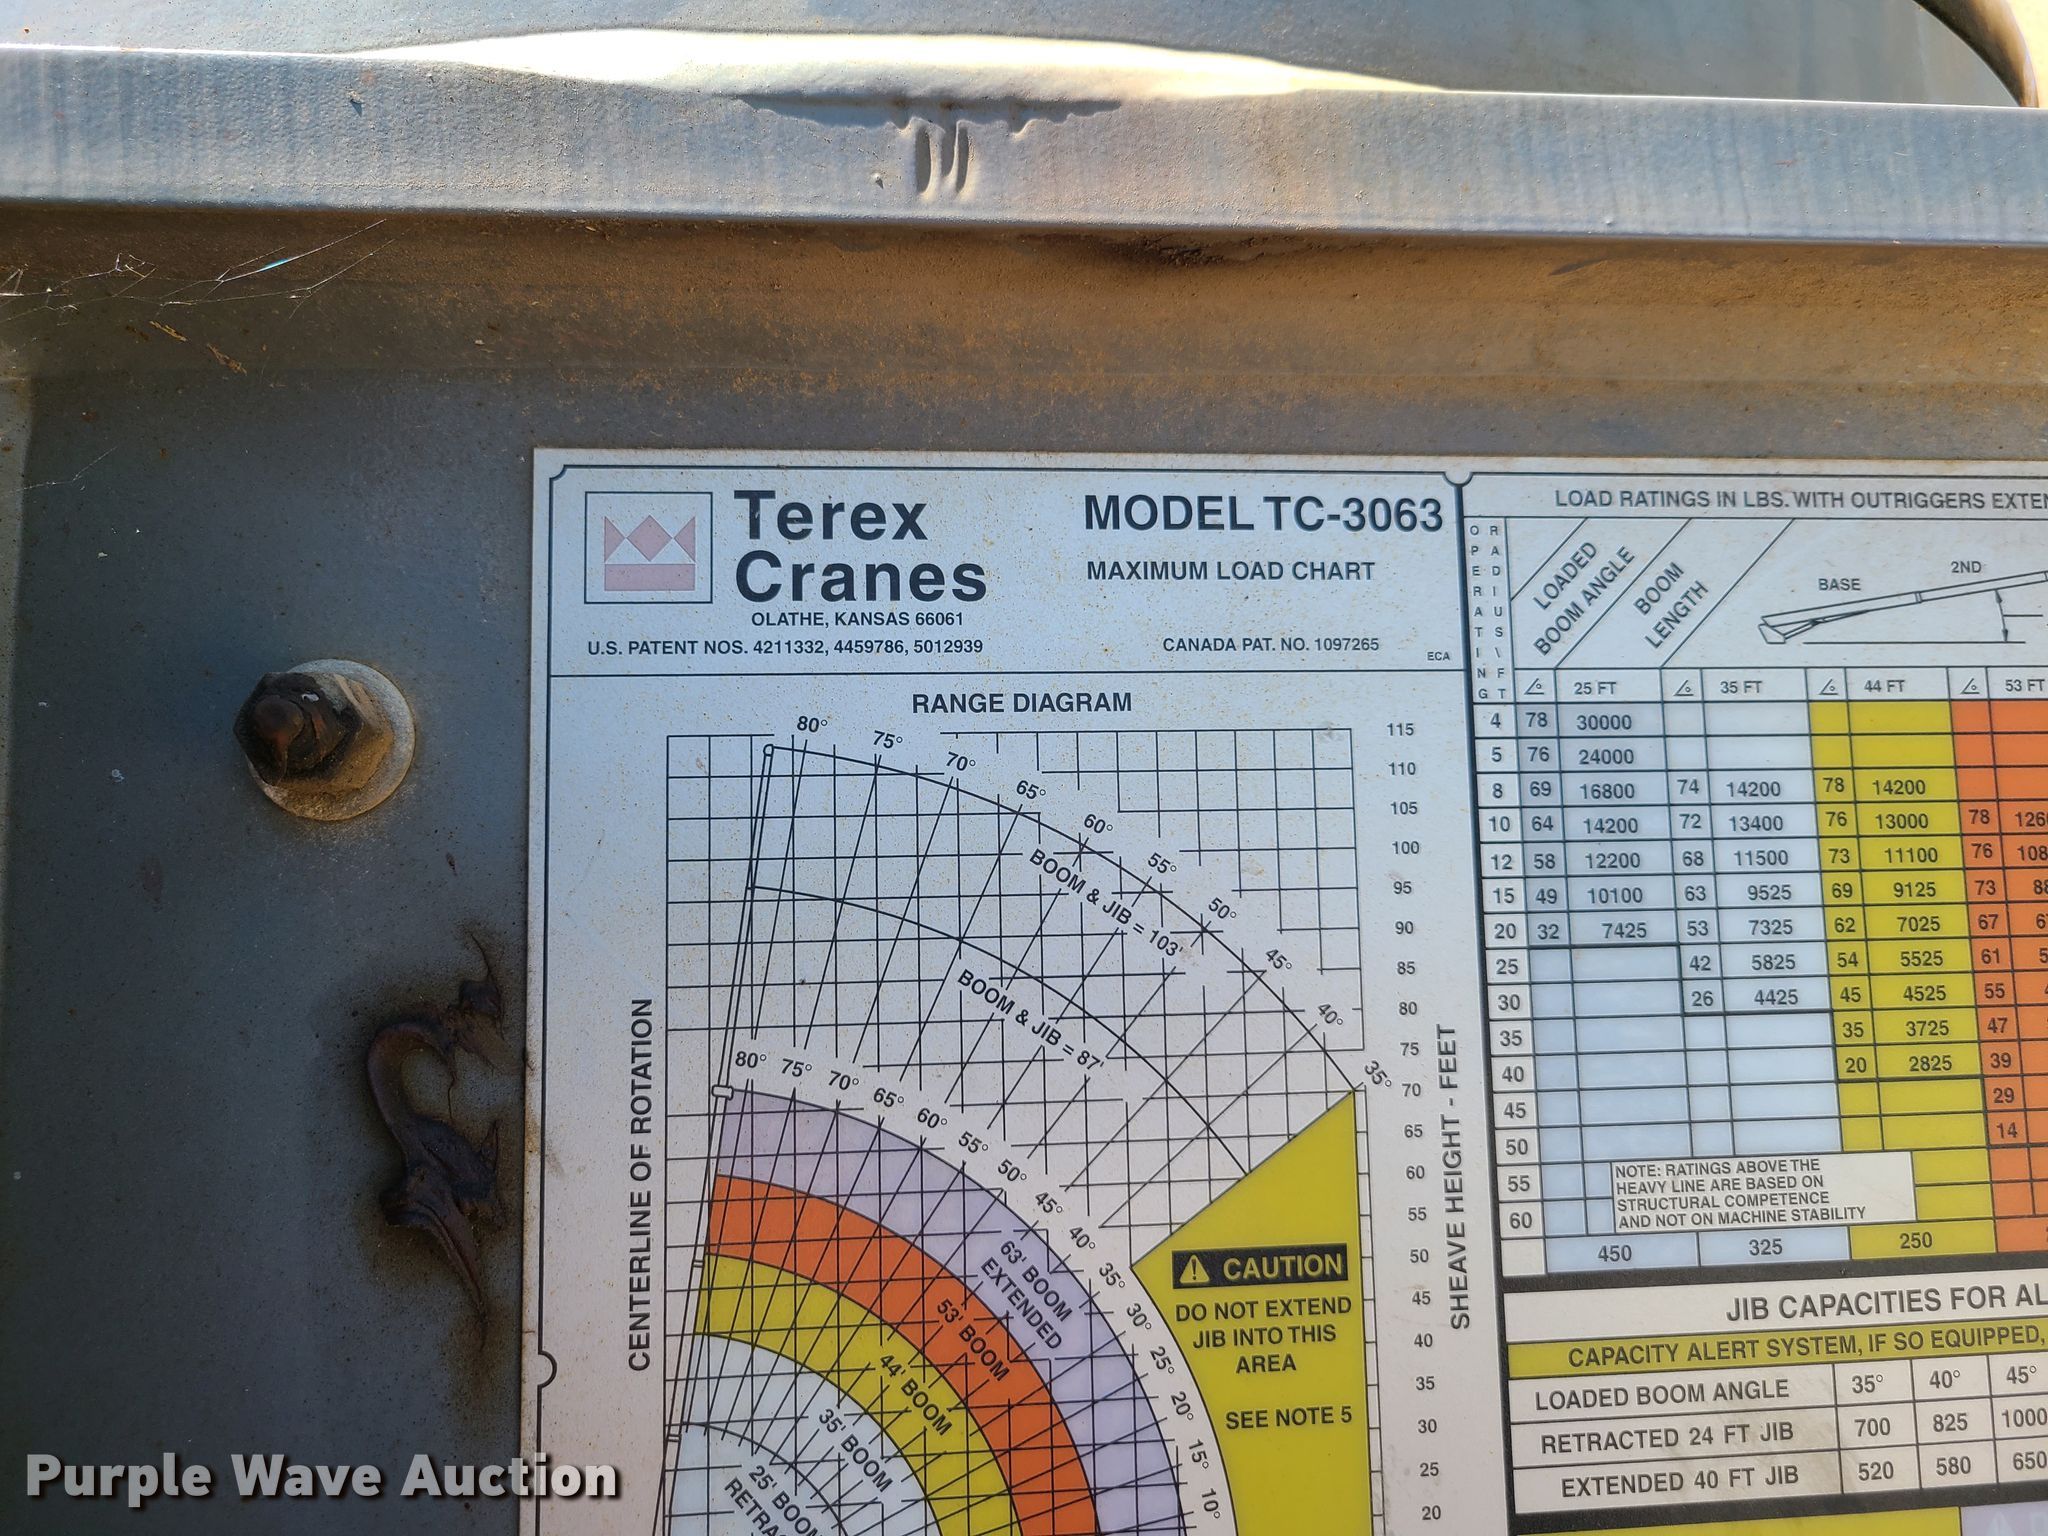 Terex
Cranes
OLATHE, KANSAS 66061
U.S. PATENT NOS. 4211332, 4459786, 5012939
MODEL TC-3063
MAXIMUM LOAD CHART
CANADA PAT. NO. 1097265
ECA
RANGE DIAGRAM
80° 75° 70° 65° 60° 55° 50° 45° 40° 35°
BOOM & JIB = 103'
BOOM & JIB = 87'
80° 75° 70° 65° 60° 55° 50° 45° 40° 35° 30° 25° 20° 15° 10°
63' BOOM
EXTENDED
53' BOOM
44' BOOM
35' BOOM
25' BOOM
CENTERLINE OF ROTATION
115
110
105
100
95
90
85
80
75
70
65
60
55
50
45
40
35
25
20
SHEAVE HEIGHT - FEET
CAUTION
DO NOT EXTEND
JIB INTO THIS
AREA
SEE NOTE 5
LOAD RATINGS IN LBS. WITH OUTRIGGERS
OPERATING
RADIUS\FT
LOADED
BOOM ANGLE
BOOM
LENGTH
BASE
2ND
25 FT 35 FT 44 FT 53 FT
4 78 30000
5 76 24000
8 69 16800 74 14200 78 14200
10 64 14200 72 13400 76 13000 78
12 58 12200 68 11500 73 11100 76
15 49 10100 63 9525 69 9125 73
20 32 7425 53 7325 62 7025 67
25 42 5825 54 5525 61
30 26 4425 45 4525 55
35 35 3725 47
40 20 2825 39
45 29
50 14
55
60
NOTE: RATINGS ABOVE THE
HEAVY LINE ARE BASED ON
STRUCTURAL COMPETENCE
AND NOT ON MACHINE STABILITY
450 325 250
JIB CAPACITIES FOR
CAPACITY ALERT SYSTEM, IF SO EQUIPPED,
LOADED BOOM ANGLE 35° 40° 45°
RETRACTED 24 FT JIB 700 825 1000
EXTENDED 40 FT JIB 520 580 650
Purple Wave Auction